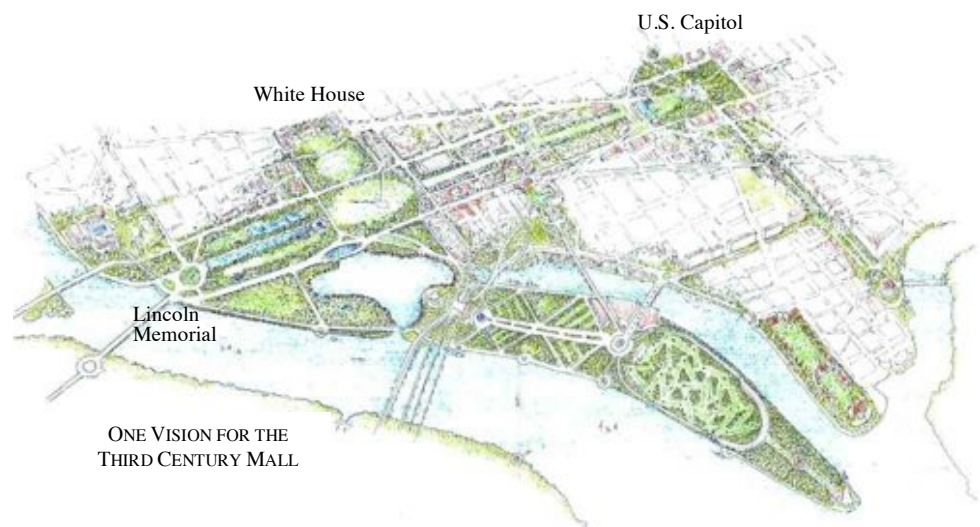 U.S. Capitol
White House
Lincoln
Memorial
ONE VISION FOR THE
THIRD CENTURY MALL